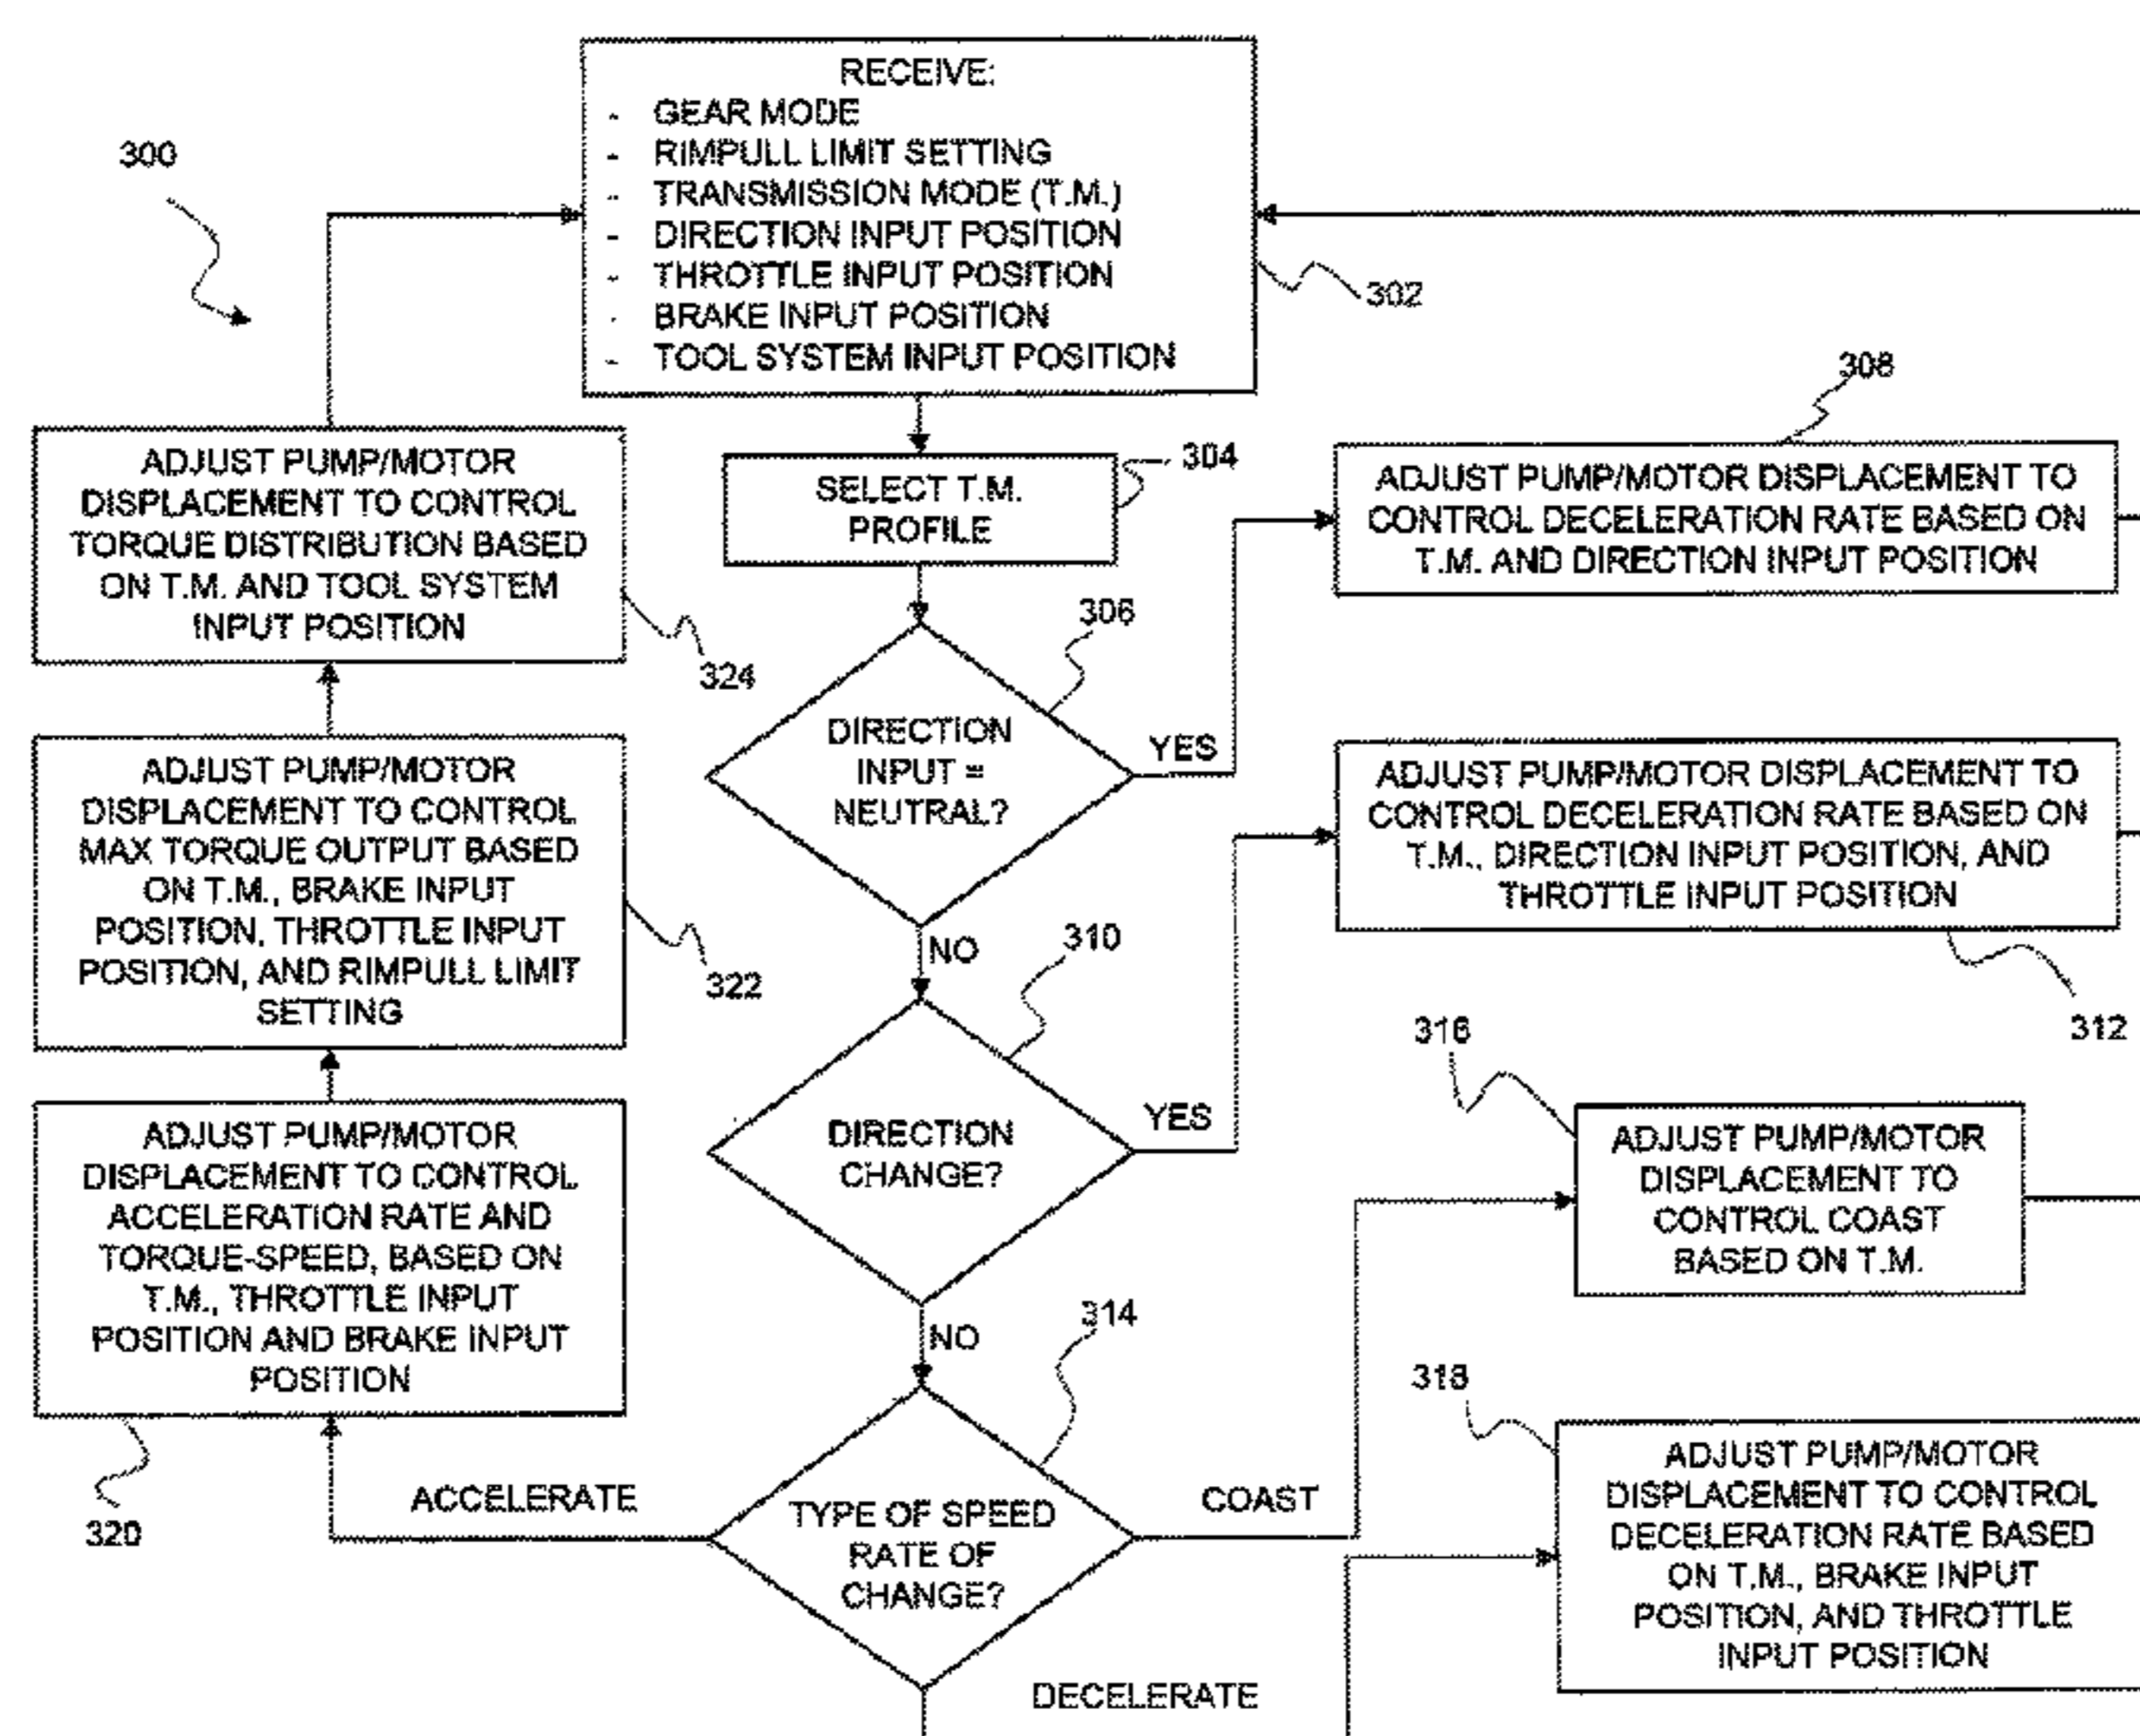 RECEIVE:
- GEAR MODE
- RIMPULL LIMIT SETTING
- TRANSMISSION MODE (T.M.)
- DIRECTION INPUT POSITION
- THROTTLE INPUT POSITION
- BRAKE INPUT POSITION
- TOOL SYSTEM INPUT POSITION
300
302
308
304
SELECT T.M.
PROFILE
ADJUST PUMP/MOTOR
DISPLACEMENT TO CONTROL
TORQUE DISTRIBUTION BASED
ON T.M. AND TOOL SYSTEM
INPUT POSITION
324
ADJUST PUMP/MOTOR DISPLACEMENT TO
CONTROL DECELERATION RATE BASED ON
T.M. AND DIRECTION INPUT POSITION
306
DIRECTION
INPUT =
NEUTRAL?
YES
NO
ADJUST PUMP/MOTOR
DISPLACEMENT TO CONTROL
MAX TORQUE OUTPUT BASED
ON T.M., BRAKE INPUT
POSITION, THROTTLE INPUT
POSITION, AND RIMPULL LIMIT
SETTING
322
ADJUST PUMP/MOTOR DISPLACEMENT TO
CONTROL DECELERATION RATE BASED ON
T.M., DIRECTION INPUT POSITION, AND
THROTTLE INPUT POSITION
312
310
DIRECTION
CHANGE?
YES
NO
316
ADJUST PUMP/MOTOR
DISPLACEMENT TO
CONTROL COAST
BASED ON T.M.
ADJUST PUMP/MOTOR
DISPLACEMENT TO CONTROL
ACCELERATION RATE AND
TORQUE-SPEED, BASED ON
T.M., THROTTLE INPUT
POSITION AND BRAKE INPUT
POSITION
320
314
TYPE OF SPEED
RATE OF
CHANGE?
ACCELERATE
COAST
DECELERATE
318
ADJUST PUMP/MOTOR
DISPLACEMENT TO CONTROL
DECELERATION RATE BASED
ON T.M., BRAKE INPUT
POSITION, AND THROTTLE
INPUT POSITION